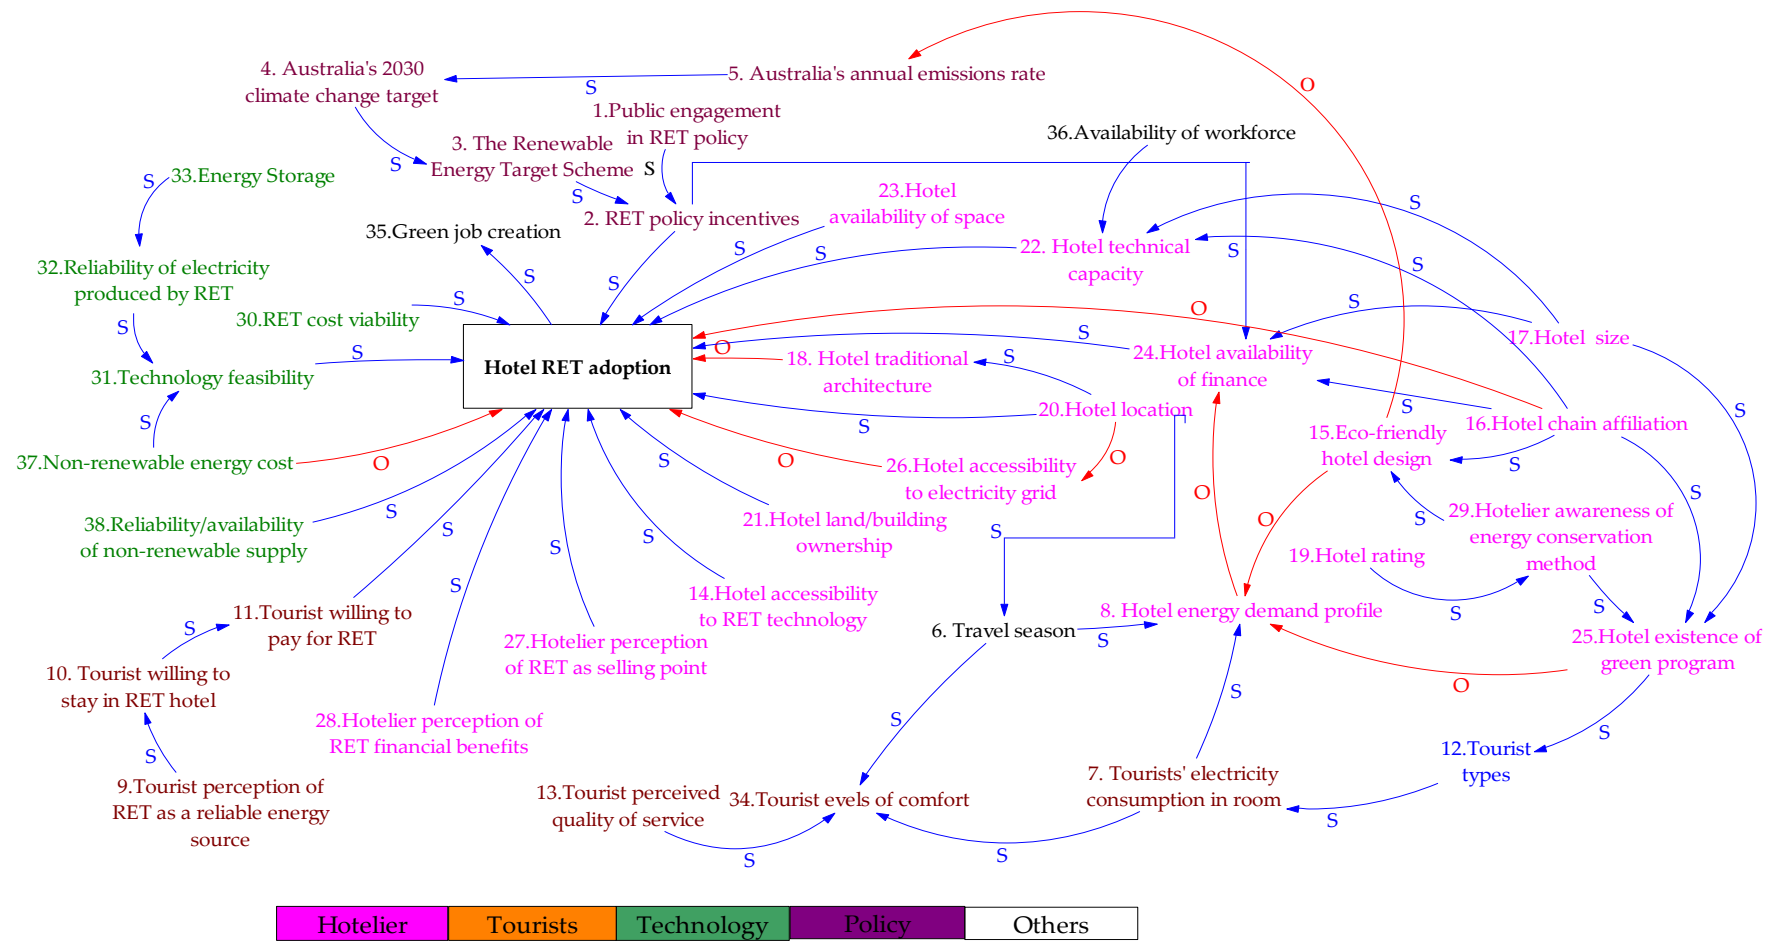 4. Australia's 2030
climate change target
S
5. Australia's annual emissions rate
O
1.Public engagement
in RET policy
3. The Renewable
Energy Target Scheme
S
S
S
36.Availability of workforce
33.Energy Storage
S
23.Hotel
availability of space
S
2. RET policy incentives
35.Green job creation
22. Hotel technical
capacity
S
S
S
S
S
S
S
32.Reliability of electricity
produced by RET
S
30.RET cost viability
S
O
S
17.Hotel  size
S
Hotel RET adoption
S
O
18. Hotel traditional
architecture
S
24.Hotel availability
of finance
31.Technology feasibility
S
20.Hotel location
S
S
16.Hotel chain affiliation
S
15.Eco-friendly
hotel design
S
S
37.Non-renewable energy cost
O
O
26.Hotel accessibility
to electricity grid
O
O
S
21.Hotel land/building
ownership
29.Hotelier awareness of
energy conservation
method
S
O
S
38.Reliability/availability
of non-renewable supply
S
S
S
S
S
19.Hotel rating
S
S
14.Hotel accessibility
to RET technology
S
11.Tourist willing to
pay for RET
S
8. Hotel energy demand profile
6. Travel season
S
27.Hotelier perception
of RET as selling point
25.Hotel existence of
green program
O
10. Tourist willing to
stay in RET hotel
S
S
28.Hotelier perception of
RET financial benefits
S
12.Tourist
types
S
9.Tourist perception of
RET as a reliable energy
source
7. Tourists' electricity
consumption in room
13.Tourist perceived
quality of service
34.Tourist evels of comfort
S
S
S
Hotelier
Tourists
Technology
Policy
Others